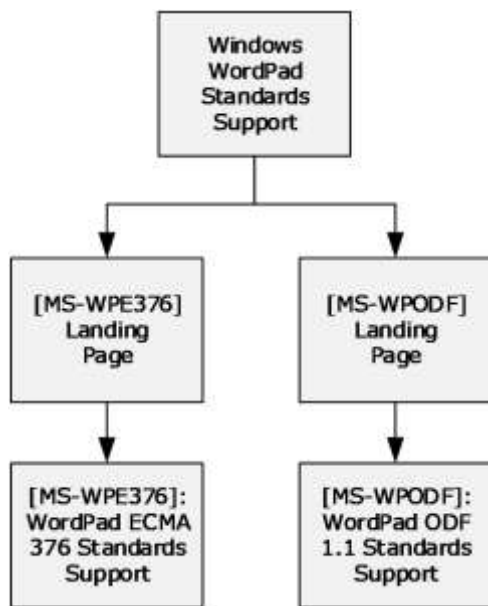 Windows
WordPad
Standards
Support
[MS-WPE376]
Landing
Page
[MS-WPODF]
Landing
Page
[MS-WPE376]:
WordPad ECMA
376 Standards
Support
[MS-WPODF]:
WordPad ODF
1.1 Standards
Support